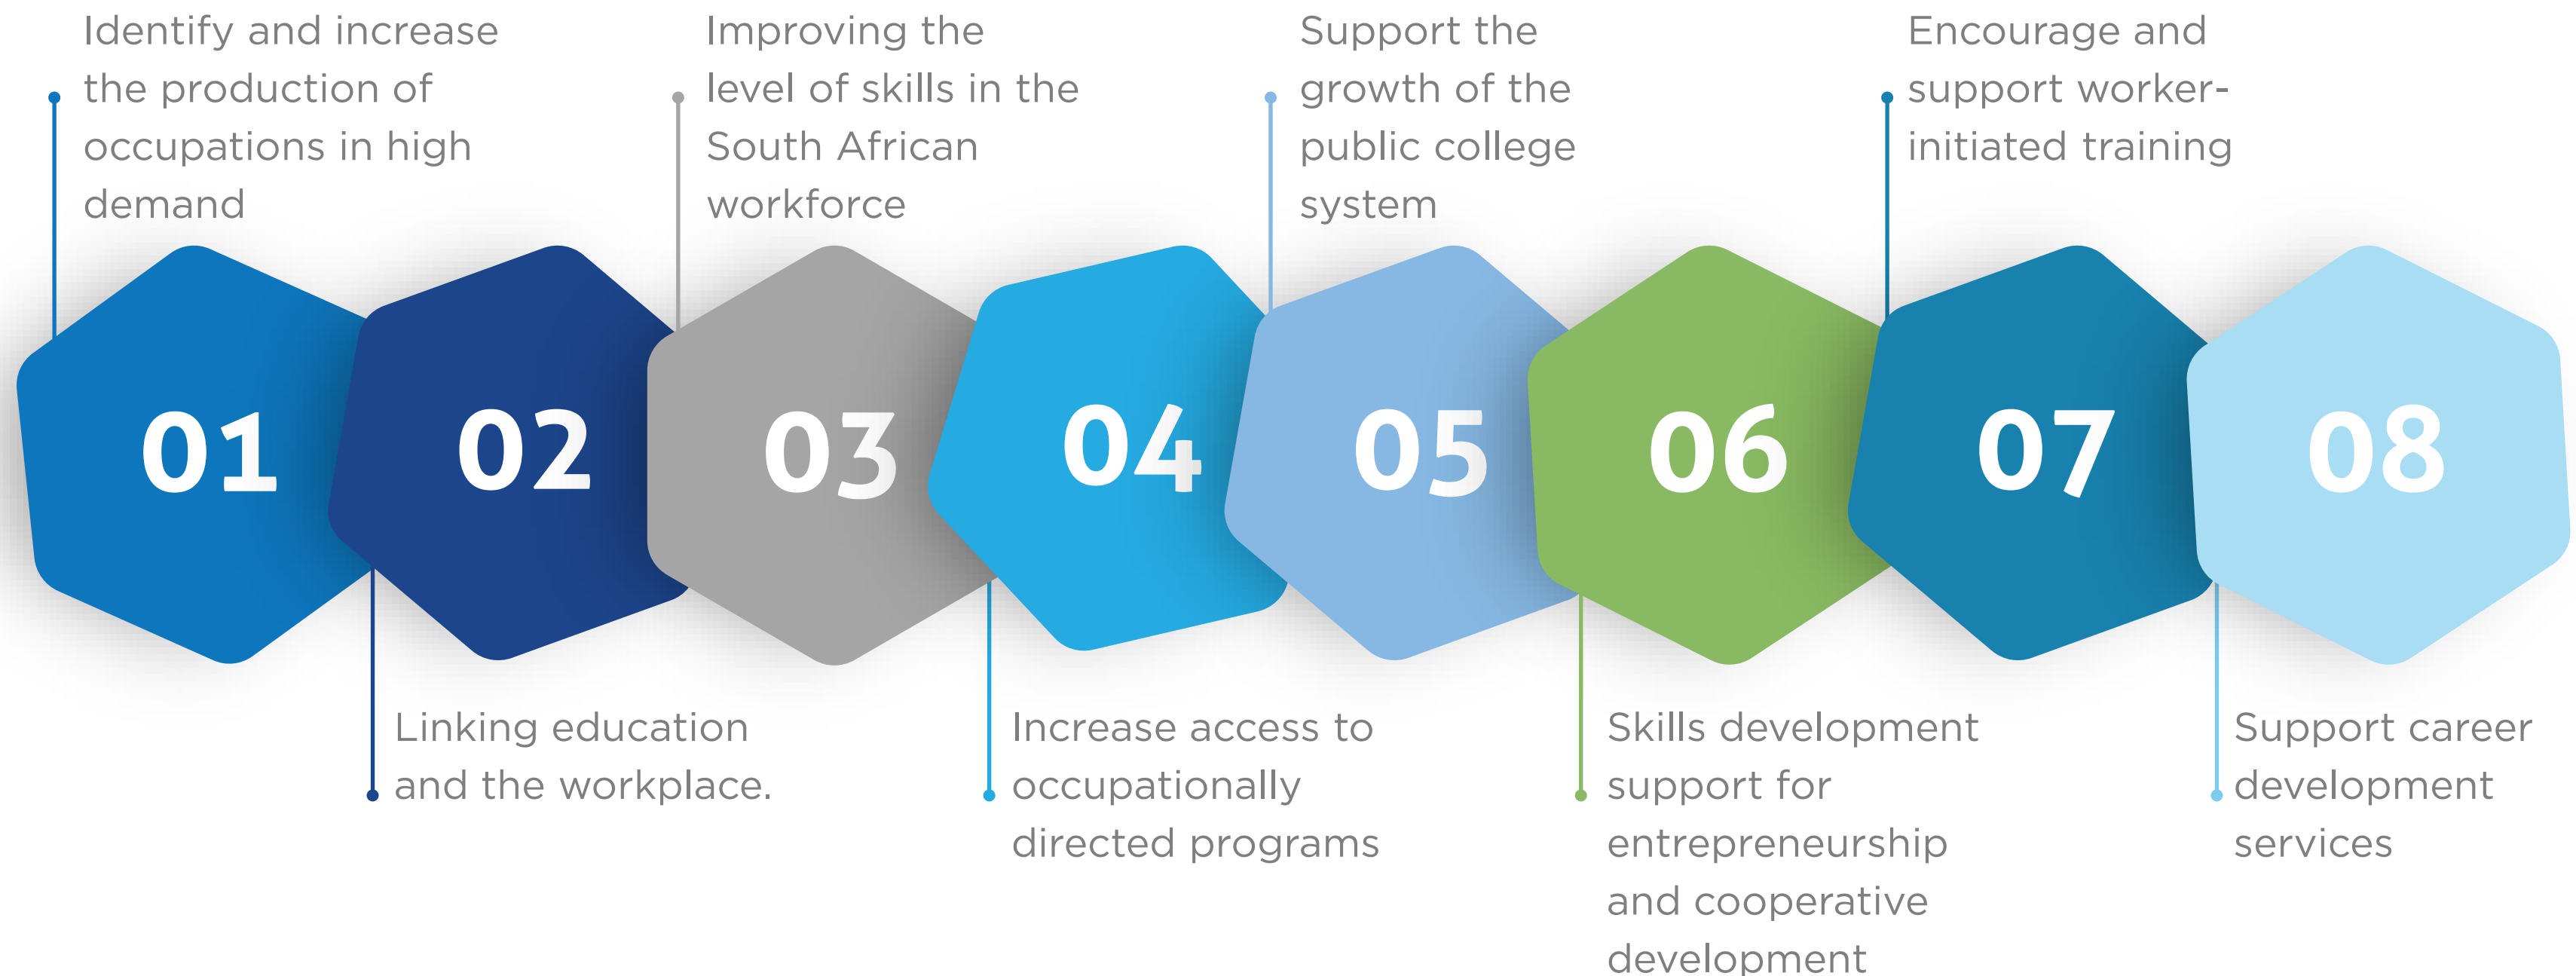 Identify and increase
the production of
occupations in high
demand
Improving the
level of skills in the
South African
workforce
Support the
growth of the
public college
system
Encourage and
support worker-
initiated training
01
02
03
04
05
06
07
08
Linking education
and the workplace.
Increase access to
occupationally
directed programs
Skills development
support for
entrepreneurship
and cooperative
development
Support career
development
services